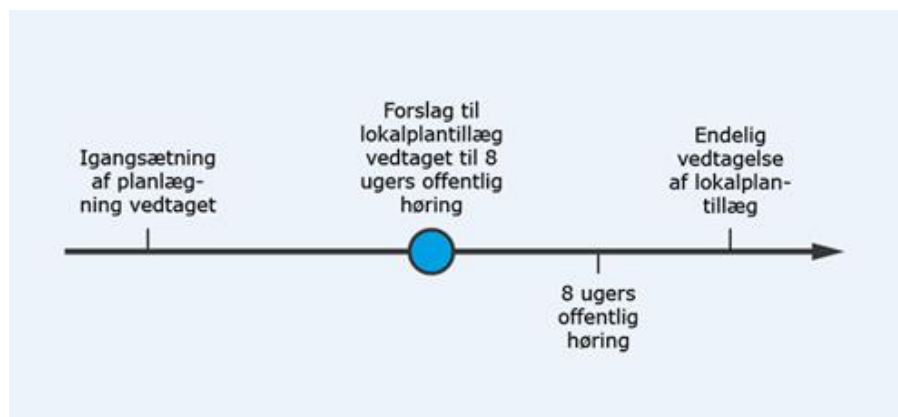 Igangsætning
af planlæg-
ning vedtaget
Forslag til
lokalplantillæg
vedtaget til 8
ugers offentlig
høring
8 ugers
offentlig
høring
Endelig
vedtagelse
af lokalplan-
tillæg